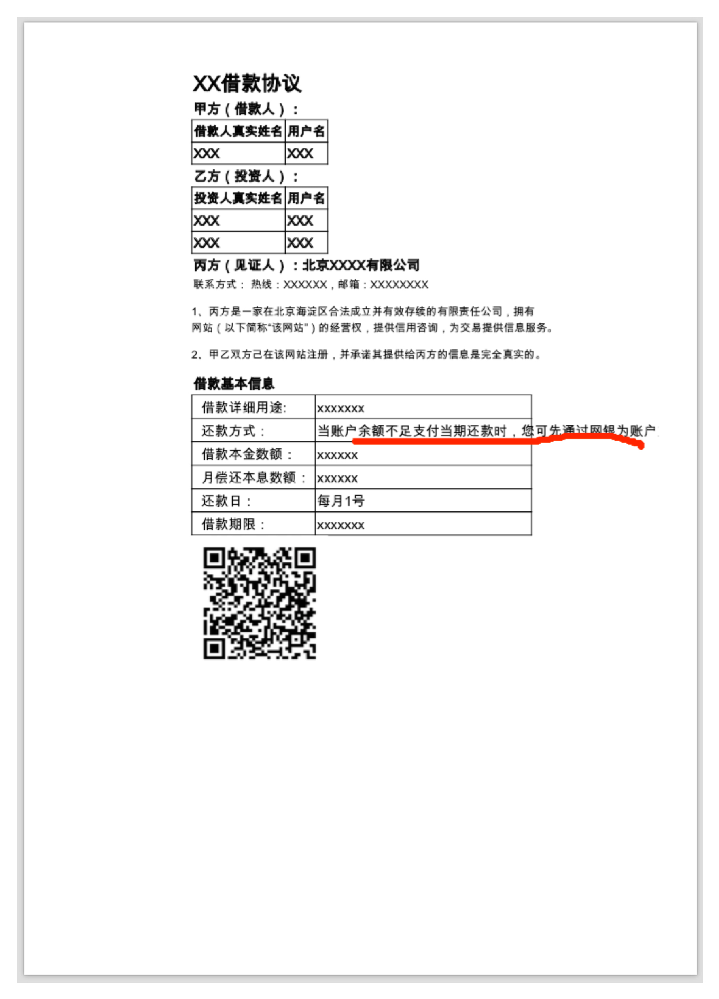 XX借款协议
甲方（借款人）：
借款人真实姓名 用户名
XXX XXX
乙方（投资人）：
投资人真实姓名 用户名
XXX XXX
XXX XXX
丙方（见证人）：北京XXXX有限公司
联系方式： 热线：XXXXXX，邮箱：XXXXXXXX
1、丙方是一家在北京海淀区合法成立并有效存续的有限责任公司，拥有
网站（以下简称“该网站"）的经营权，提供信用咨询，为交易提供信息服务。
2、甲乙双方己在该网站注册，并承诺其提供给丙方的信息是完全真实的。
借款基本信息
借款详细用途: xxxxxxx
还款方式： 当账户余额不足支付当期还款时，您可先通过网银为账户
借款本金数额： xxxxxx
月偿还本息数额： xxxxxx
还款日： 每月1号
借款期限： xxxxxxx